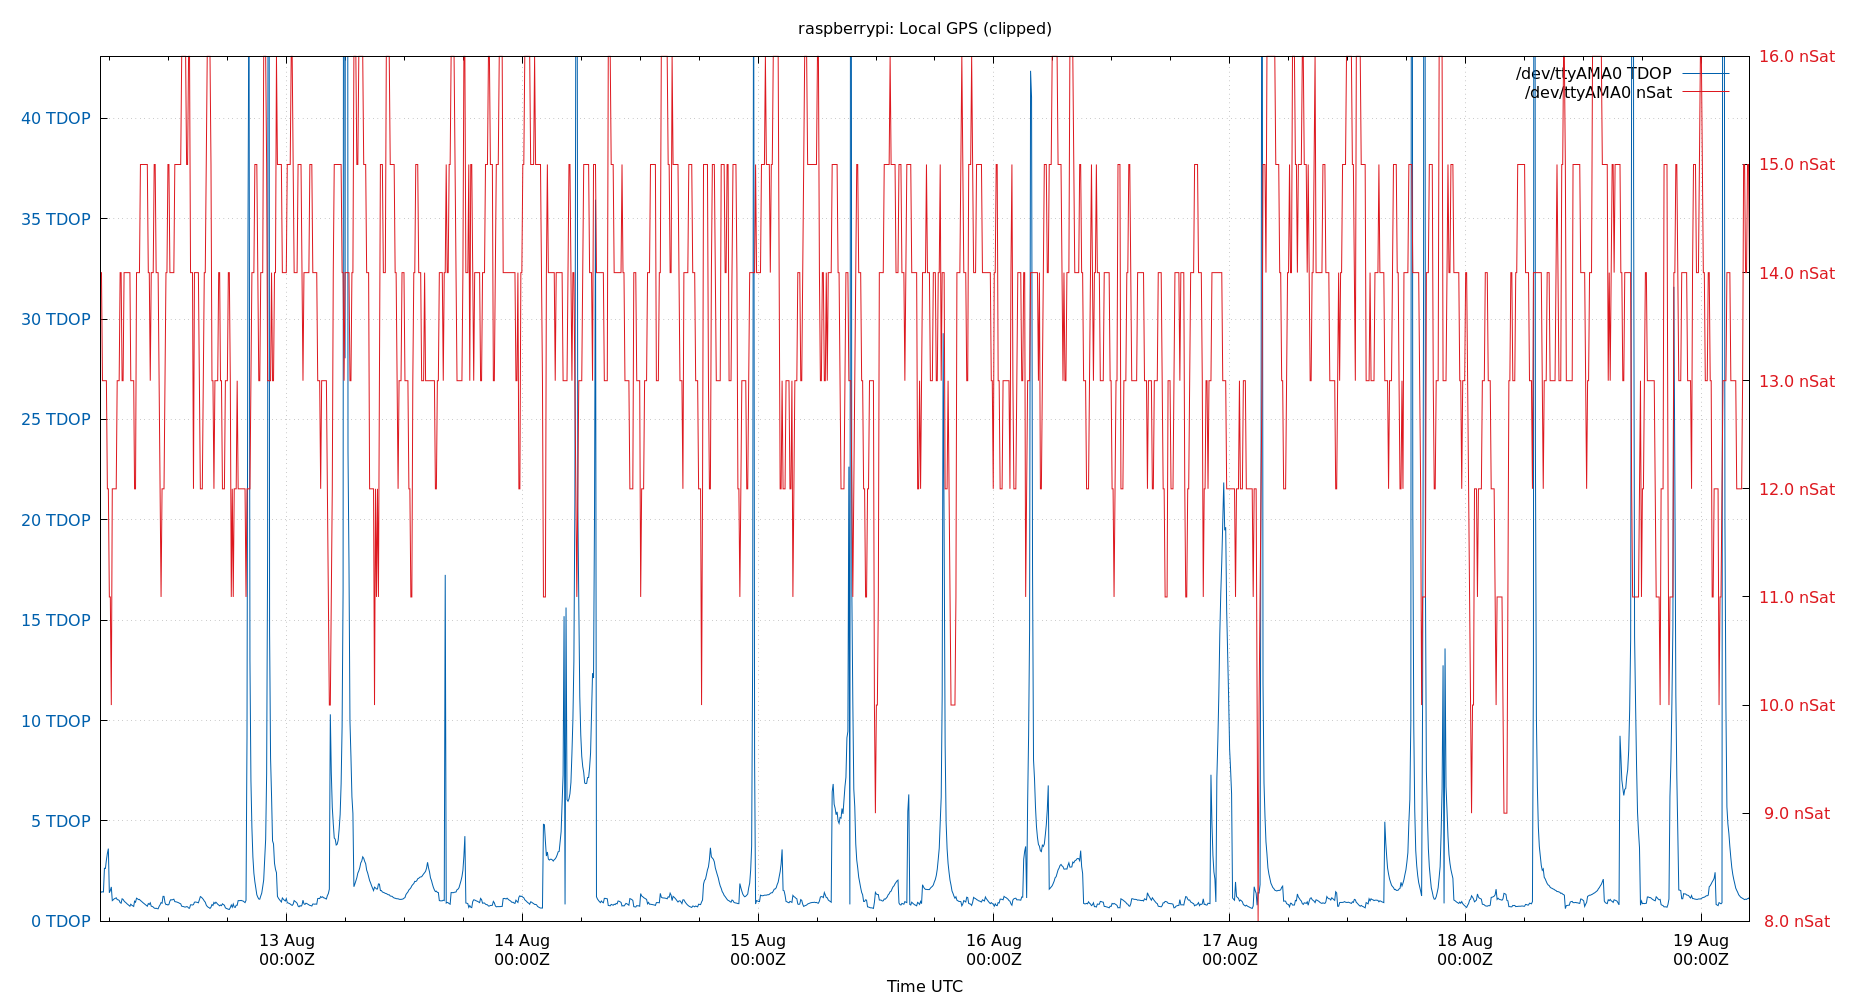 raspberrypi: Local GPS (clipped)
16.0 nSat
/dev/ttyAMA0 TDOP
/dev/ttyAMA0 nSat
40 TDOP
15.0 nSat
35 TDOP
14.0 nSat
30 TDOP
13.0 nSat
25 TDOP
12.0 nSat
20 TDOP
11.0 nSat
15 TDOP
10.0 nSat
10 TDOP
9.0 nSat
5 TDOP
8.0 nSat
0 TDOP
13 Aug 14 Aug 15 Aug 16 Aug 17 Aug 18 Aug 19 Aug
00:00Z 00:00Z 00:00Z 00:00Z 00:00Z 00:00Z 00:00Z
Time UTC